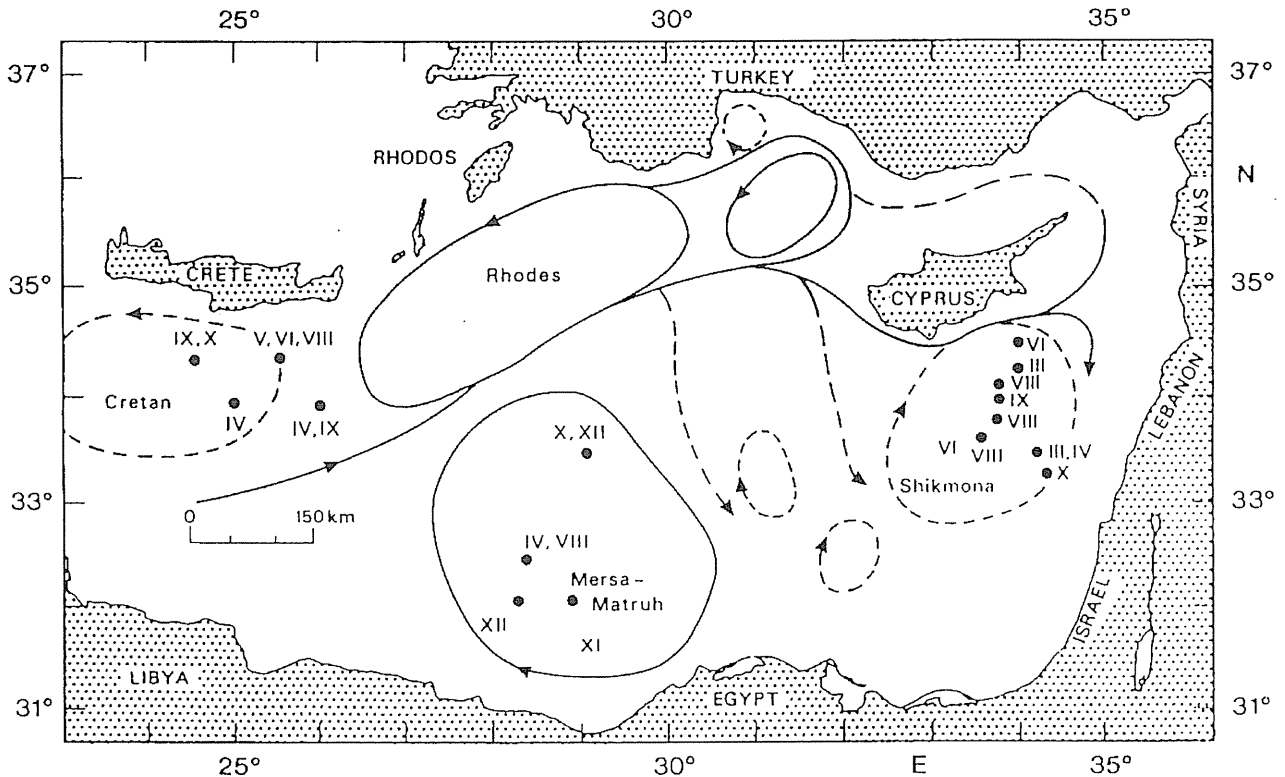 25° 30° 35°
37° TURKEY 37°
RHODOS
N
SYRIA
CRETE
Rhodes
35° CYPRUS 35°
IX, X V, VI, VIII
VI
III
VIII
Cretan IX
IV IV, IX VIII
LEBANON
X, XII VI VIII III, IV
33° Shikmona X 33°
0 150 km
IV, VIII
Mersa-
Matruh
XII
XI
ISRAEL
LIBYA EGYPT
31° 31°
25° 30° E 35°